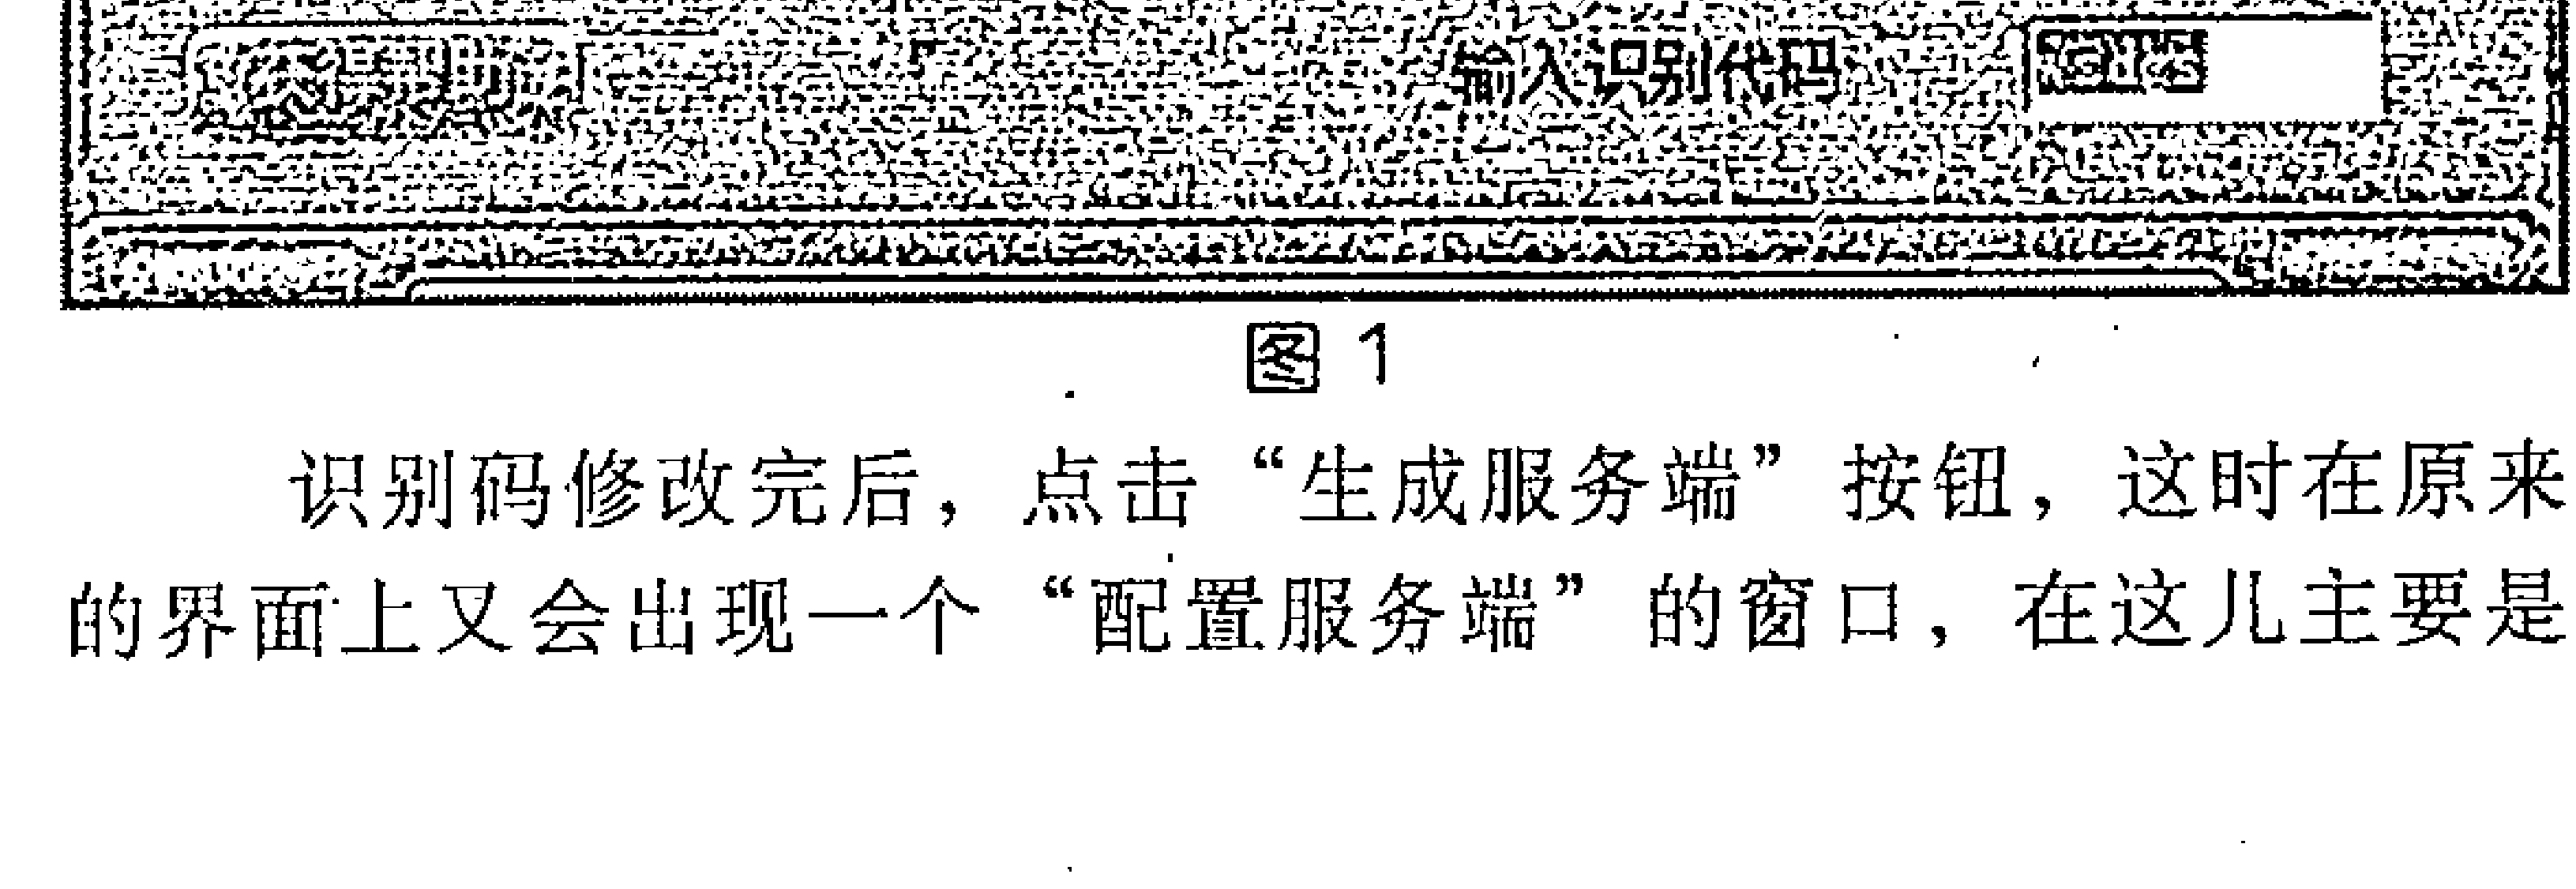 输入识别代码
图 1
识别码修改完后，点击“生成服务端”按钮，这时在原来
的界面上又会出现一个“配置服务端”的窗口，在这儿主要是